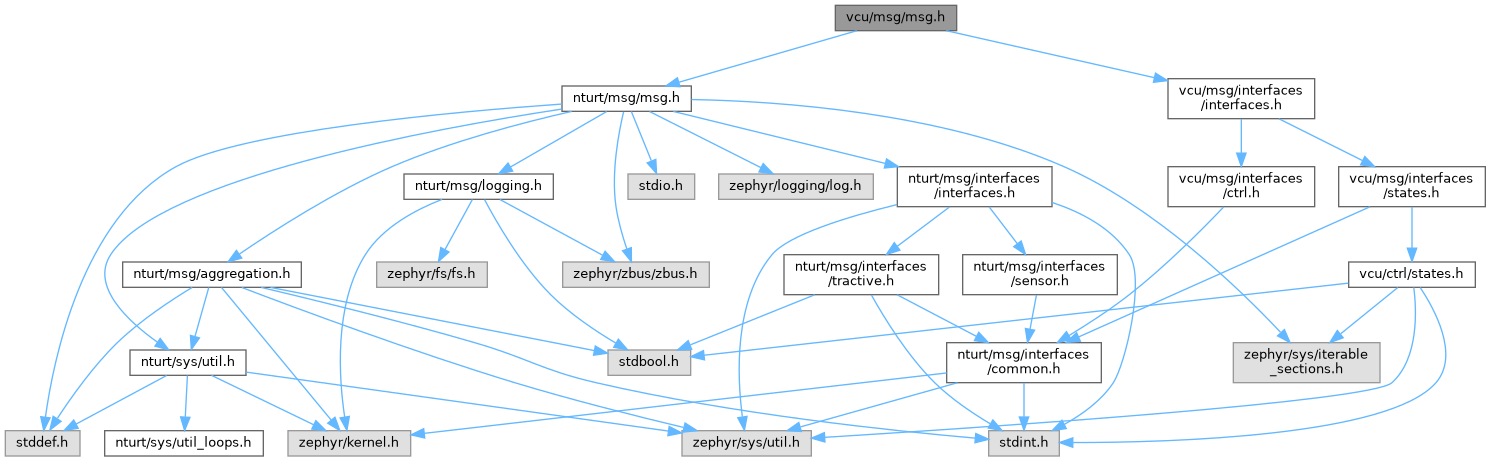 vcu/msg/msg.h
nturt/msg/msg.h
vcu/msg/interfaces
/interfaces.h
nturt/msg/logging.h
stdio.h
zephyr/logging/log.h
nturt/msg/interfaces
/interfaces.h
vcu/msg/interfaces
/ctrl.h
vcu/msg/interfaces
/states.h
nturt/msg/aggregation.h
zephyr/fs/fs.h
zephyr/zbus/zbus.h
nturt/msg/interfaces
/tractive.h
nturt/msg/interfaces
/sensor.h
vcu/ctrl/states.h
nturt/sys/util.h
stdbool.h
nturt/msg/interfaces
/common.h
zephyr/sys/iterable
_sections.h
stddef.h
nturt/sys/util_loops.h
zephyr/kernel.h
zephyr/sys/util.h
stdint.h